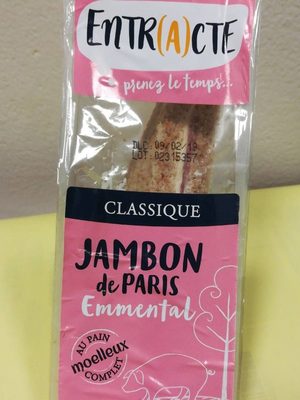 ENTR(A)CTE
prenez le temps...
DLC 09/02/19
LOT 02315357
CLASSIQUE
JAMBON
de PARIS
Emmental
AU PAIN
moelleux
COMPLET